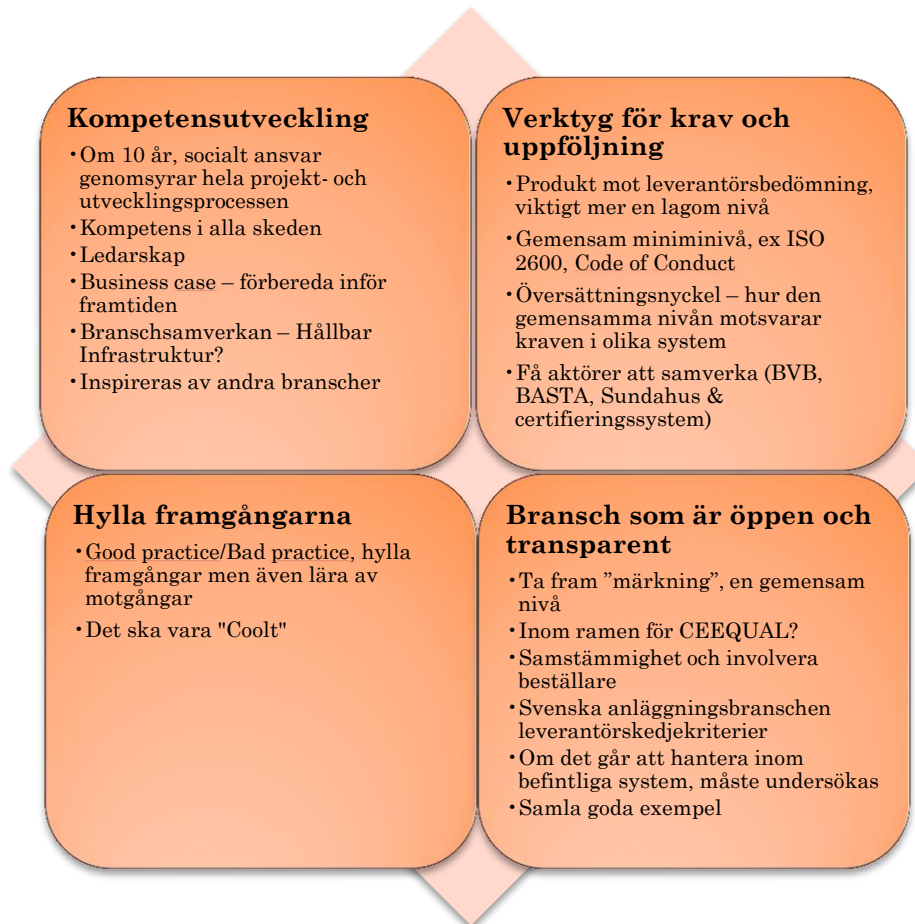 Kompetensutveckling
•Om 10 år, socialt ansvar
genomsyrar hela projekt- och
utvecklingsprocessen
•Kompetens i alla skeden
•Ledarskap
•Business case – förbereda inför
framtiden
•Branschsamverkan – Hållbar
Infrastruktur?
•Inspireras av andra branscher
Verktyg för krav och
uppföljning
•Produkt mot leverantörsbedömning,
viktigt mer en lagom nivå
•Gemensam miniminivå, ex ISO
2600, Code of Conduct
•Översättningsnyckel – hur den
gemensamma nivån motsvarar
kraven i olika system
•Få aktörer att samverka (BVB,
BASTA, Sundahus &
certifieringssystem)
Hylla framgångarna
•Good practice/Bad practice, hylla
framgångar men även lära av
motgångar
•Det ska vara "Coolt"
Bransch som är öppen och
transparent
•Ta fram ”märkning”, en gemensam
nivå
•Inom ramen för CEEQUAL?
•Samstämmighet och involvera
beställare
•Svenska anläggningsbranschen
leverantörskedjekriterier
•Om det går att hantera inom
befintliga system, måste undersökas
•Samla goda exempel